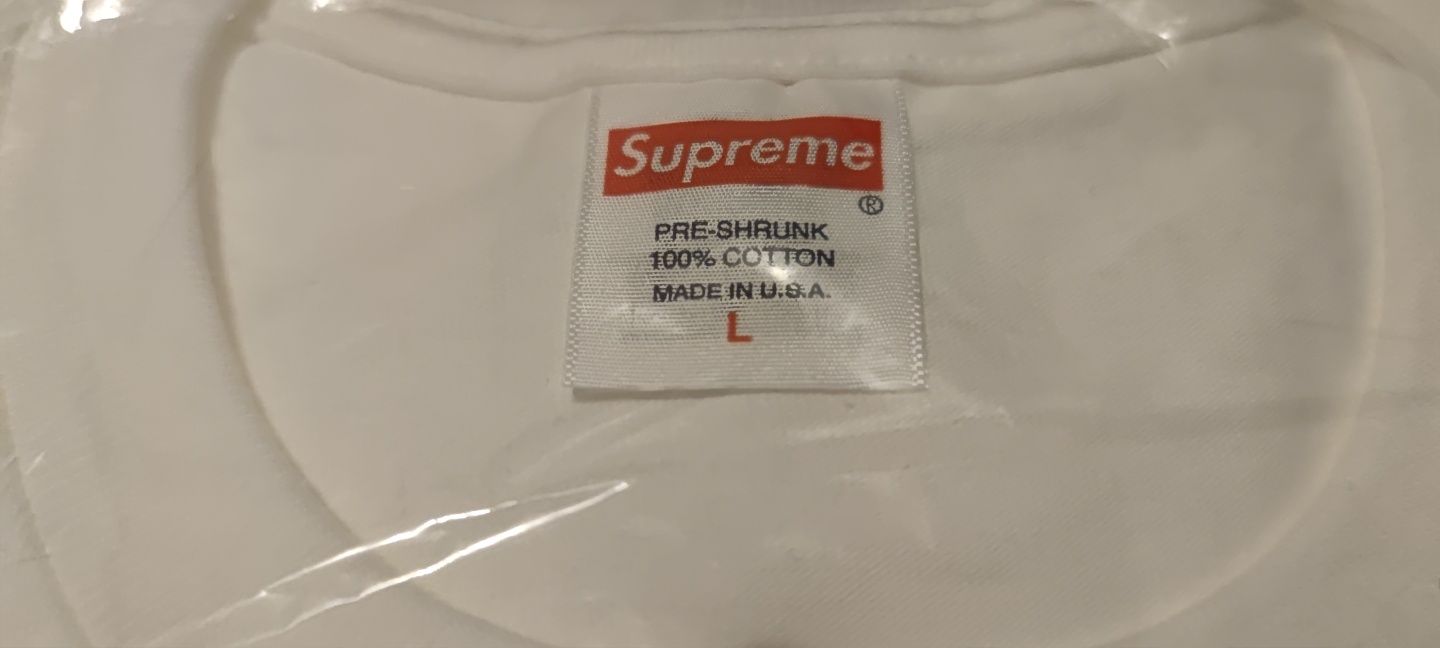 Supreme
®
PRE-SHRUNK
100% COTTON
MADE IN U.S.A.
L